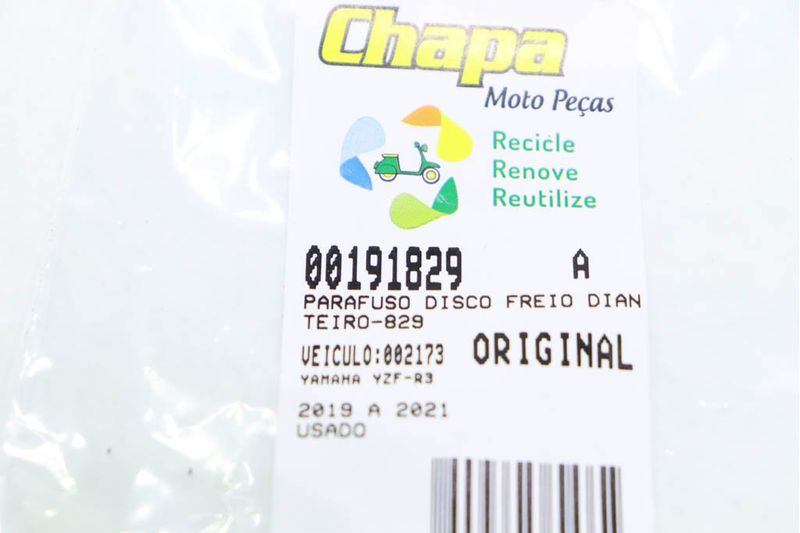 Chapa
Moto Peças
Recicle
Renove
Reutilize
00191829 A
PARAFUSO DISCO FREIO DIAN
TEIRO-829
VEICULO:002173 ORIGINAL
YAMAHA YZF-R3
2019 A 2021
USADO